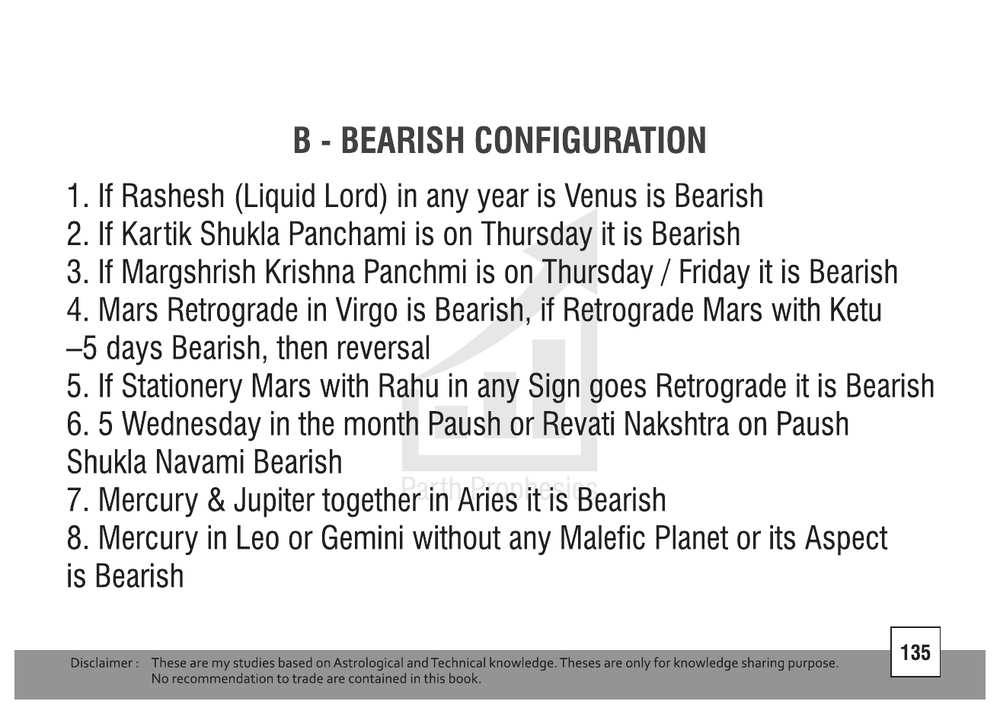 B - BEARISH CONFIGURATION
1. If Rashesh (Liquid Lord) in any year is Venus is Bearish
2. If Kartik Shukla Panchami is on Thursday it is Bearish
3. If Margshrish Krishna Panchmi is on Thursday / Friday it is Bearish
4. Mars Retrograde in Virgo is Bearish, if Retrograde Mars with Ketu
–5 days Bearish, then reversal
5. If Stationery Mars with Rahu in any Sign goes Retrograde it is Bearish
6. 5 Wednesday in the month Paush or Revati Nakshtra on Paush
Shukla Navami Bearish
Parth Prophesies
7. Mercury & Jupiter together in Aries it is Bearish
8. Mercury in Leo or Gemini without any Malefic Planet or its Aspect
is Bearish
Disclaimer : These are my studies based on Astrological and Technical knowledge. Theses are only for knowledge sharing purpose.
No recommendation to trade are contained in this book.
135